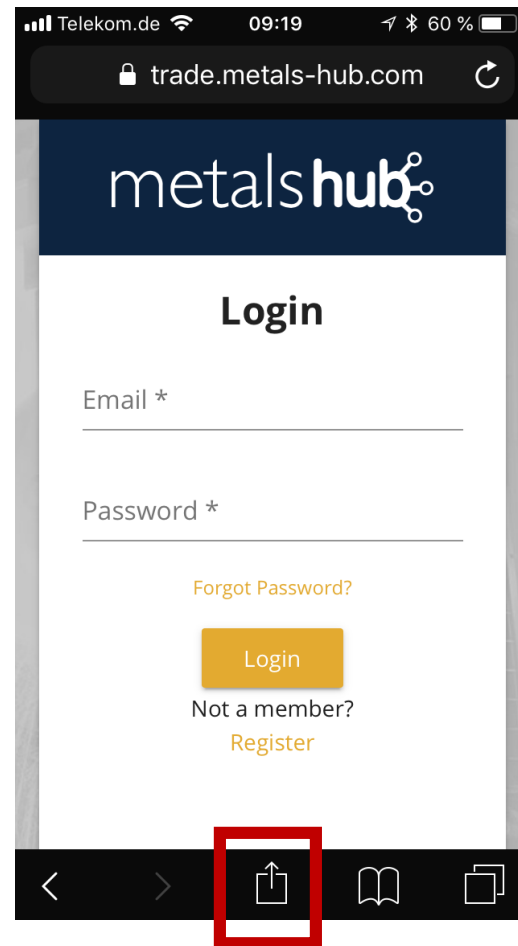 Telekom.de 09:19 60 %
trade.metals-hub.com
metalshub
Login
Email *
Password *
Forgot Password?
Login
Not a member?
Register